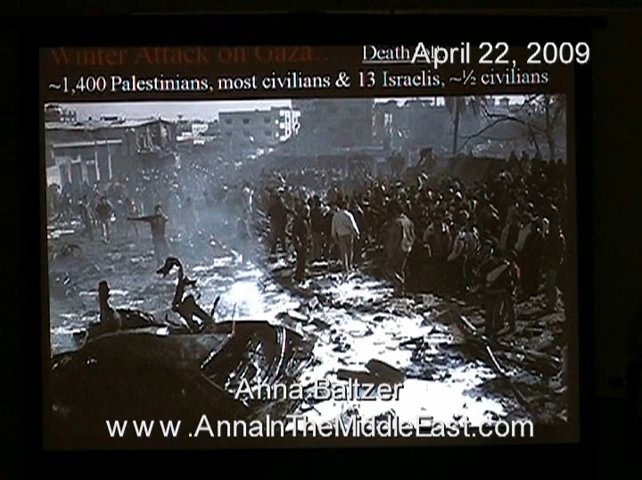 Winter Attack on Gaza...
Death toll: April 22, 2009
~1,400 Palestinians, most civilians & 13 Israelis, ~½ civilians
Anna Baltzer
www.AnnaInTheMiddleEast.com